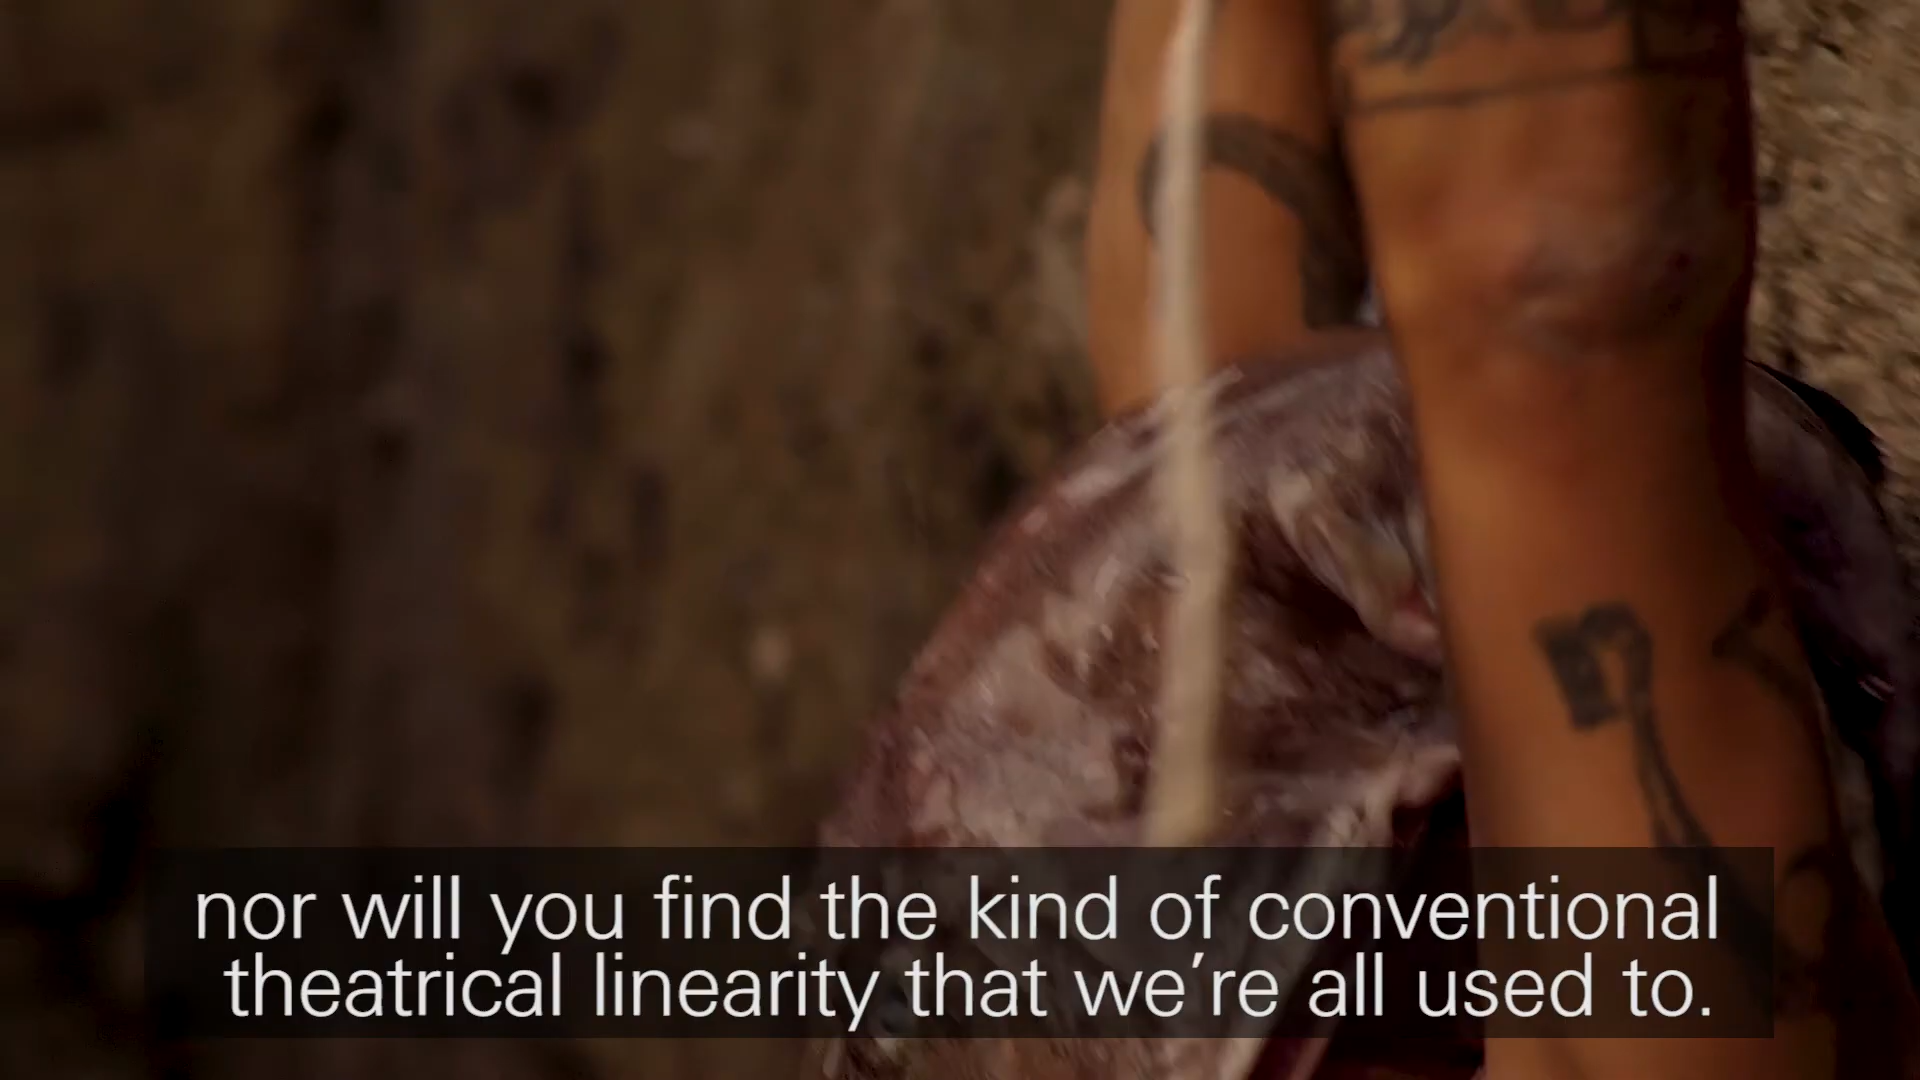 nor will you find the kind of conventional
theatrical linearity that we’re all used to.